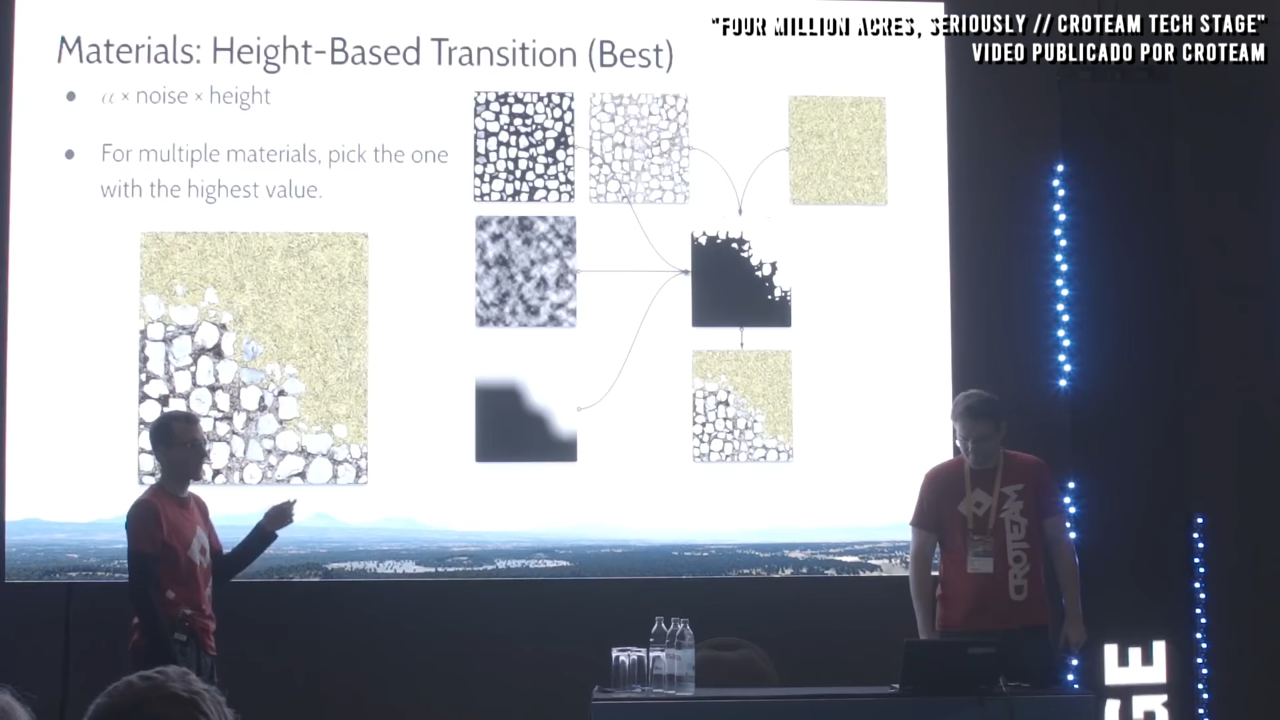 "FOUR MILLION ACRES, SERIOUSLY // CROTEAM TECH STAGE"
VIDEO PUBLICADO POR CROTEAM
Materials: Height-Based Transition (Best)
α × noise × height
For multiple materials, pick the one
with the highest value.
CROTEAM
GE